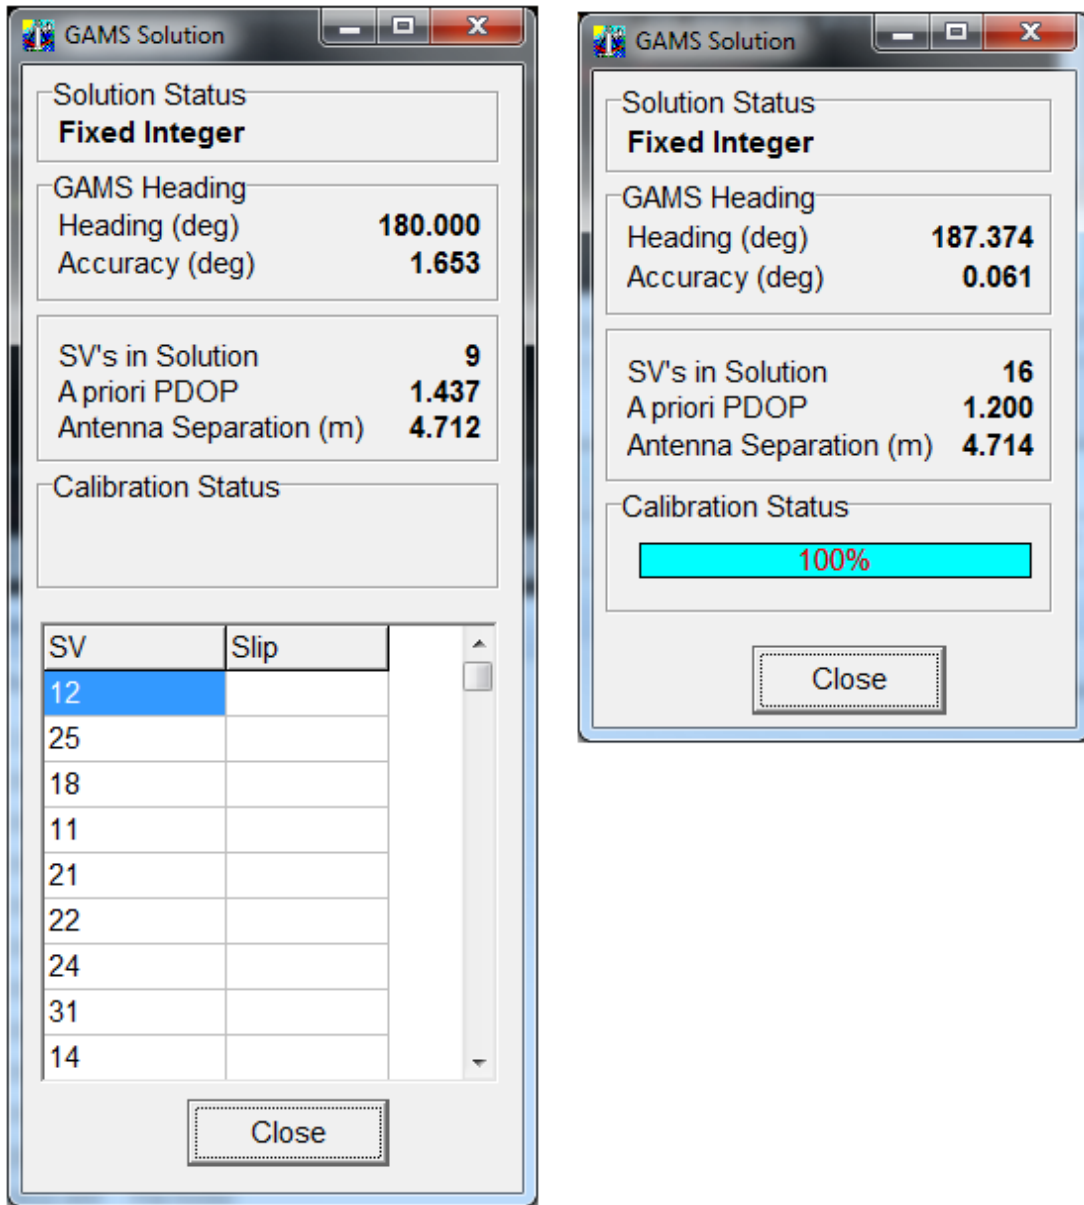 GAMS Solution
Solution Status
Fixed Integer
GAMS Heading
Heading (deg) 180.000
Accuracy (deg) 1.653
SV's in Solution 9
A priori PDOP 1.437
Antenna Separation (m) 4.712
Calibration Status
SV Slip
12
25
18
11
21
22
24
31
14
Close
GAMS Solution
Solution Status
Fixed Integer
GAMS Heading
Heading (deg) 187.374
Accuracy (deg) 0.061
SV's in Solution 16
A priori PDOP 1.200
Antenna Separation (m) 4.714
Calibration Status
100%
Close